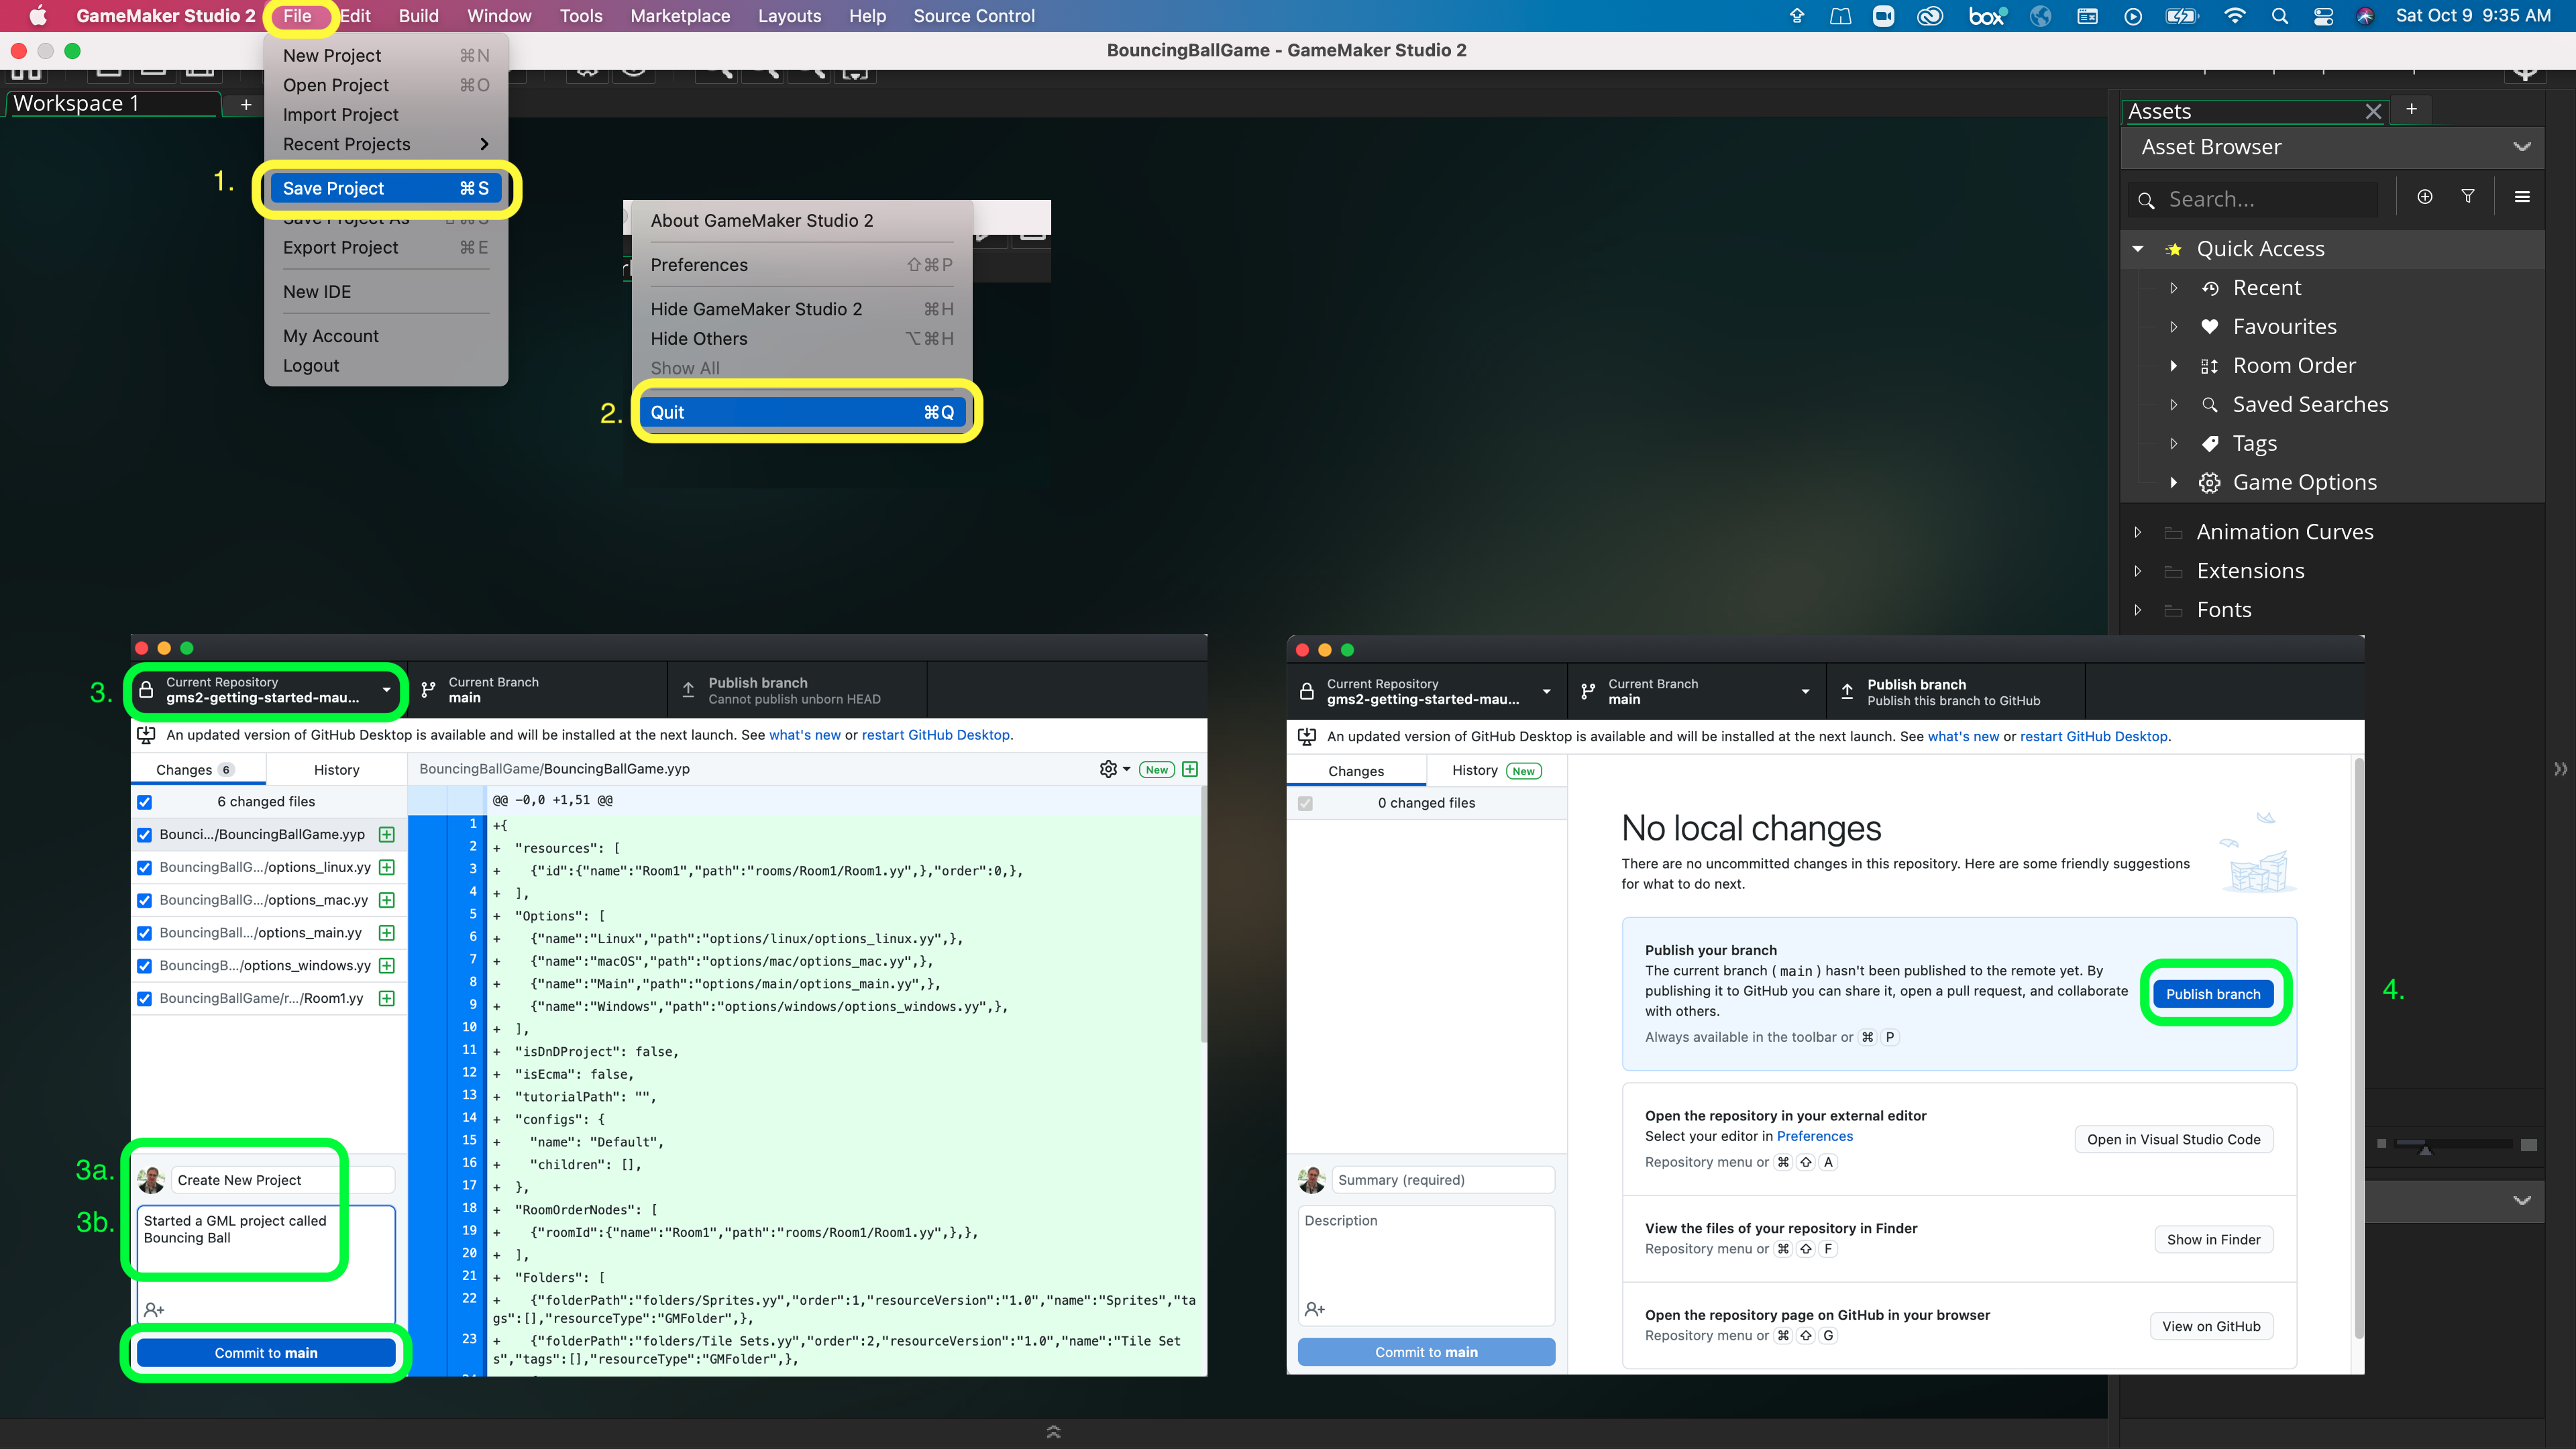 GameMaker Studio 2 File Edit Build Window Tools Marketplace Layouts Help Source Control box Sat Oct 9 9:35 AM
BouncingBallGame - GameMaker Studio 2
Workspace 1 +
New Project ⌘N
Open Project ⌘O
Import Project
Recent Projects
1. Save Project ⌘S
Save Project As ⇧⌘S
Export Project ⌘E
New IDE
My Account
Logout
About GameMaker Studio 2
Preferences ⇧⌘P
Hide GameMaker Studio 2 ⌘H
Hide Others ⌥⌘H
Show All
2. Quit ⌘Q
Assets +
Asset Browser
Search...
Quick Access
Recent
Favourites
Room Order
Saved Searches
Tags
Game Options
Animation Curves
Extensions
Fonts
3. Current Repository
gms2-getting-started-mau...
Current Branch
main
Publish branch
Cannot publish unborn HEAD
An updated version of GitHub Desktop is available and will be installed at the next launch. See what's new or restart GitHub Desktop.
Changes 6 History
BouncingBallGame/BouncingBallGame.yyp New
6 changed files
Bounci.../BouncingBallGame.yyp
BouncingBallG.../options_linux.yy
BouncingBallG.../options_mac.yy
BouncingBall.../options_main.yy
BouncingB.../options_windows.yy
BouncingBallGame/r.../Room1.yy
3a. Create New Project
3b. Started a GML project called
Bouncing Ball
Commit to main
@@ -0,0 +1,51 @@
1 +{
2 + "resources": [
3 + {"id":{"name":"Room1","path":"rooms/Room1/Room1.yy",},"order":0,},
4 + ],
5 + "Options": [
6 + {"name":"Linux","path":"options/linux/options_linux.yy",},
7 + {"name":"macOS","path":"options/mac/options_mac.yy",},
8 + {"name":"Main","path":"options/main/options_main.yy",},
9 + {"name":"Windows","path":"options/windows/options_windows.yy",},
10 + ],
11 + "isDnDProject": false,
12 + "isEcma": false,
13 + "tutorialPath": "",
14 + "configs": {
15 + "name": "Default",
16 + "children": [],
17 + },
18 + "RoomOrderNodes": [
19 + {"roomId":{"name":"Room1","path":"rooms/Room1/Room1.yy",},},
20 + ],
21 + "Folders": [
22 + {"folderPath":"folders/Sprites.yy","order":1,"resourceVersion":"1.0","name":"Sprites","ta
gs":[],"resourceType":"GMFolder",},
23 + {"folderPath":"folders/Tile Sets.yy","order":2,"resourceVersion":"1.0","name":"Tile Set
s","tags":[],"resourceType":"GMFolder",},
Current Repository
gms2-getting-started-mau...
Current Branch
main
Publish branch
Publish this branch to GitHub
An updated version of GitHub Desktop is available and will be installed at the next launch. See what's new or restart GitHub Desktop.
Changes History New
0 changed files
Summary (required)
Description
Commit to main
No local changes
There are no uncommitted changes in this repository. Here are some friendly suggestions
for what to do next.
Publish your branch
The current branch (main) hasn't been published to the remote yet. By
publishing it to GitHub you can share it, open a pull request, and collaborate
with others.
Always available in the toolbar or ⌘ P
Publish branch
4.
Open the repository in your external editor
Select your editor in Preferences
Repository menu or ⌘ ⇧ A
Open in Visual Studio Code
View the files of your repository in Finder
Repository menu or ⌘ ⇧ F
Show in Finder
Open the repository page on GitHub in your browser
Repository menu or ⌘ ⇧ G
View on GitHub